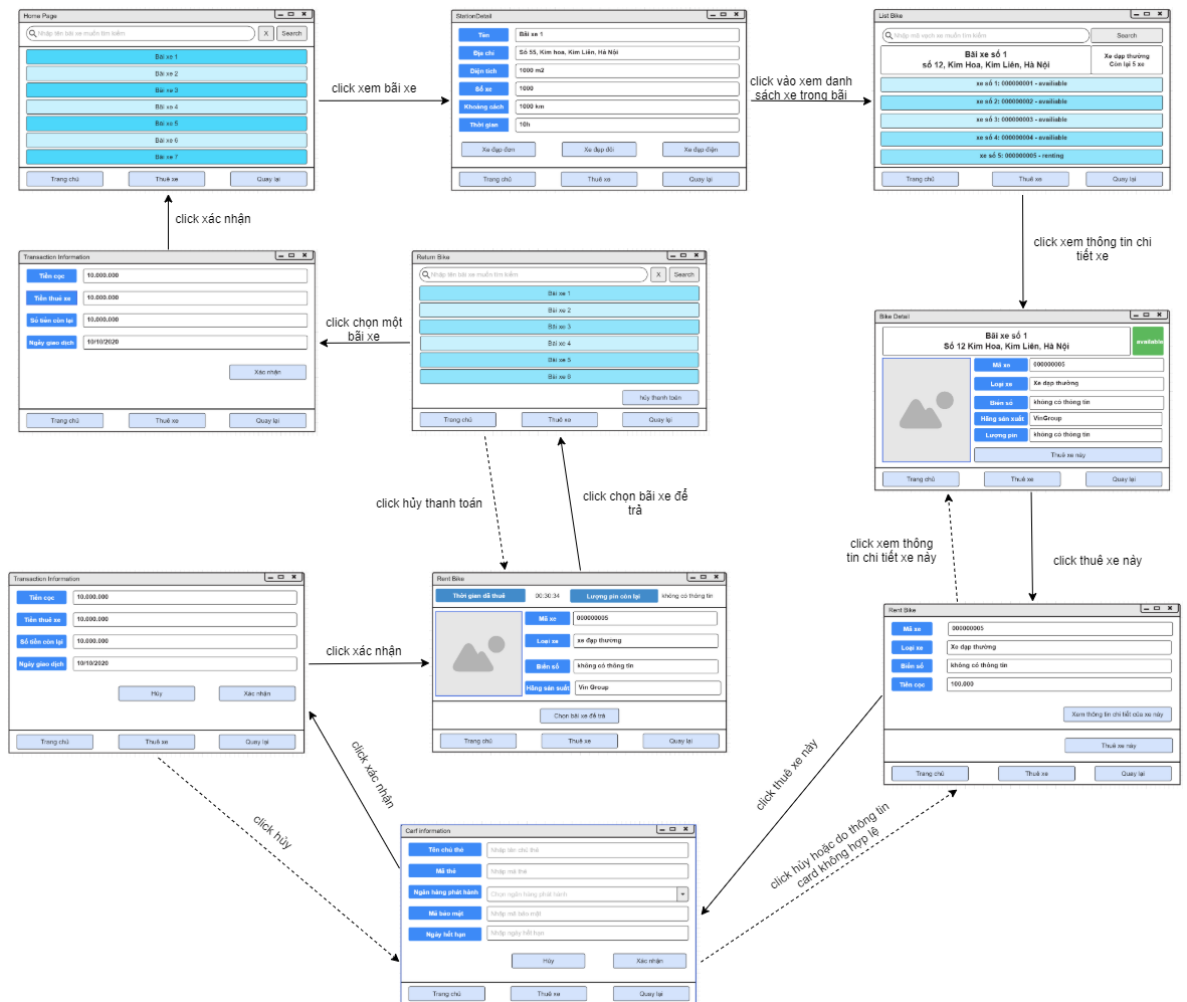 Home Page
Nhập tên bãi xe muốn tìm kiếm
X
Search
Bãi xe 1
Bãi xe 2
Bãi xe 3
Bãi xe 4
Bãi xe 5
Bãi xe 6
Bãi xe 7
Trang chủ
Thuê xe
Quay lại
click xem bãi xe
StationDetail
Tên
Bãi xe 1
Địa chỉ
Số 55, Kim hoa, Kim Liên, Hà Nội
Diện tích
1000 m2
Số xe
1000
Khoảng sách
1000 km
Thời gian
10h
Xe đạp đơn
Xe đạp đôi
Xe đạp điện
Trang chủ
Thuê xe
Quay lại
click vào xem danh
sách xe trong bãi
List Bike
Nhập mã vạch xe muốn tìm kiếm
Search
Bãi xe số 1
số 12, Kim Hoa, Kim Liên, Hà Nội
Xe đạp thường
Còn lại 5 xe
xe số 1: 000000001 - availiable
xe số 2: 000000002 - availiable
xe số 3: 000000003 - availiable
xe số 4: 000000004 - availiable
xe số 5: 000000005 - renting
Trang chủ
Thuê xe
Quay lại
click xác nhận
click xem thông tin chi
tiết xe
Transaction Information
Tiền cọc
10.000.000
Tiền thuê xe
10.000.000
Số tiền còn lại
10.000.000
Ngày giao dịch
10/10/2020
Xác nhận
Trang chủ
Thuê xe
Quay lại
click chọn một
bãi xe
Return Bike
Nhập tên bãi xe muốn tìm kiếm
X
Search
Bãi xe 1
Bãi xe 2
Bãi xe 3
Bãi xe 4
Bãi xe 5
Bãi xe 6
hủy thanh toán
Trang chủ
Thuê xe
Quay lại
Bike Detail
Bãi xe số 1
Số 12 Kim Hoa, Kim Liên, Hà Nội
available
Mã xe
000000005
Loại xe
Xe đạp thường
Biển số
không có thông tin
Hãng sản xuất
VinGroup
Lượng pin
không có thông tin
Thuê xe này
Trang chủ
Thuê xe
Quay lại
click hủy thanh toán
click chọn bãi xe để
trả
click xem thông
tin chi tiết xe này
click thuê xe này
Transaction Information
Tiền cọc
10.000.000
Tiền thuê xe
10.000.000
Số tiền còn lại
10.000.000
Ngày giao dịch
10/10/2020
Hủy
Xác nhận
Trang chủ
Thuê xe
Quay lại
click xác nhận
Rent Bike
Thời gian đã thuê
00:30:34
Lượng pin còn lại
không có thông tin
Mã xe
000000005
Loại xe
xe đạp thường
Biển số
không có thông tin
Hãng sản xuất
Vin Group
Chọn bãi xe để trả
Trang chủ
Thuê xe
Quay lại
Rent Bike
Mã xe
000000005
Loại xe
Xe đạp thường
Biển số
không có thông tin
Tiền cọc
100.000
Xem thông tin chi tiết của xe này
Thuê xe này
Trang chủ
Thuê xe
Quay lại
click hủy
click xác nhận
click thuê xe này
click hủy hoặc do thông tin
card không hợp lệ
Carf information
Tên chủ thẻ
Nhập tên chủ thẻ
Mã thẻ
Nhập mã thẻ
Ngân hàng phát hành
Chọn ngân hàng phát hành
Mã bảo mật
Nhập mã bảo mật
Ngày hết hạn
Nhập ngày hết hạn
Hủy
Xác nhận
Trang chủ
Thuê xe
Quay lại